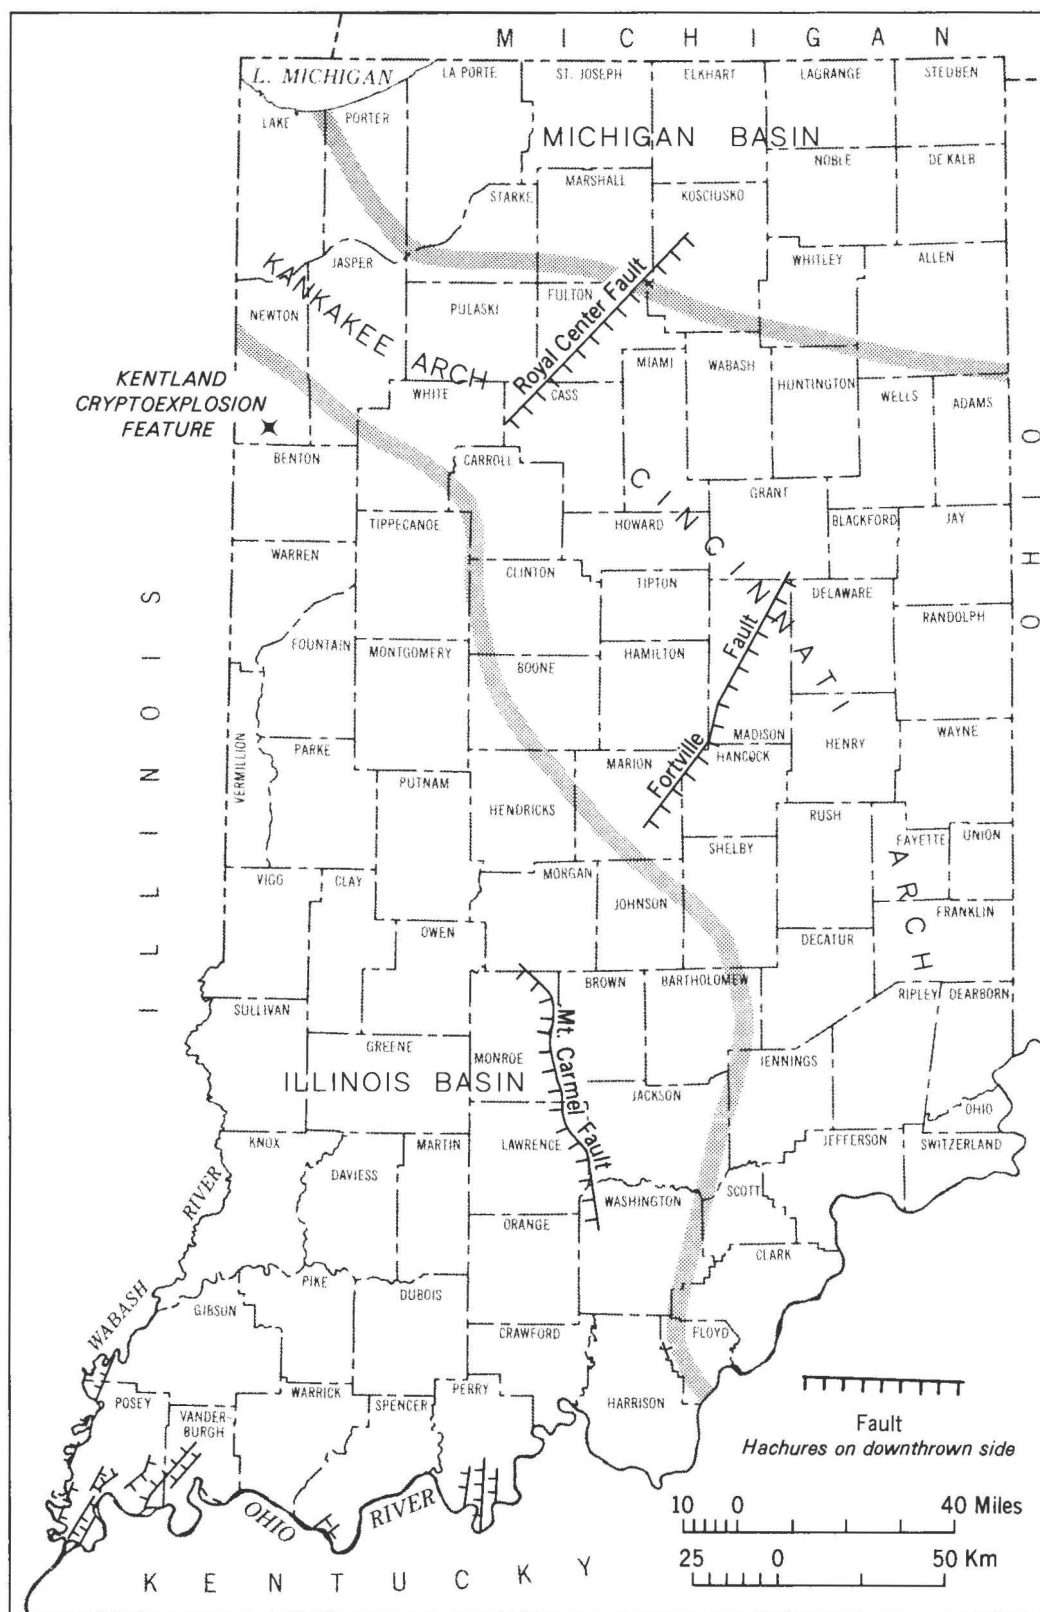 M I C H I G A N
L. MICHIGAN
LA PORTE
ST. JOSEPH
ELKHART
LAGRANGE
STEUBEN
LAKE
PORTER
MICHIGAN BASIN
NOBLE
DE KALB
STARKE
MARSHALL
KOSCIUSKO
JASPER
WHITLEY
ALLEN
KANKAKEE ARCH
NEWTON
PULASKI
FULTON
Royal Center Fault
MIAMI
WABASH
HUNTINGTON
WELLS
ADAMS
KENTLAND
CRYPTOEXPLOSION
FEATURE
WHITE
CASS
BENTON
CARROLL
GRANT
CINCINNATI ARCH
O H I O
TIPPECANOE
HOWARD
BLACKFORD
JAY
WARREN
CLINTON
TIPTON
DELAWARE
RANDOLPH
I L L I N O I S
FOUNTAIN
MONTGOMERY
BOONE
HAMILTON
Fortville Fault
MADISON
HENRY
WAYNE
VERMILLION
PARKE
PUTNAM
HENDRICKS
MARION
HANCOCK
RUSH
FAYETTE
UNION
SHELBY
VIGG
CLAY
MORGAN
JOHNSON
FRANKLIN
OWEN
DECATUR
SULLIVAN
BROWN
BARTHOLOMEW
RIPLEY
DEARBORN
GREENE
MONROE
Mt. Carmel Fault
JENNINGS
ILLINOIS BASIN
JACKSON
OHIO
KNOX
DAVIESS
MARTIN
LAWRENCE
JEFFERSON
SWITZERLAND
WASHINGTON
SCOTT
ORANGE
CLARK
WABASH RIVER
GIBSON
PIKE
DUBOIS
CRAWFORD
FLOYD
POSEY
VANDER-
BURGH
WARRICK
SPENCER
PERRY
HARRISON
Fault
Hachures on downthrown side
OHIO RIVER
10 0 40 Miles
25 0 50 Km
K E N T U C K Y